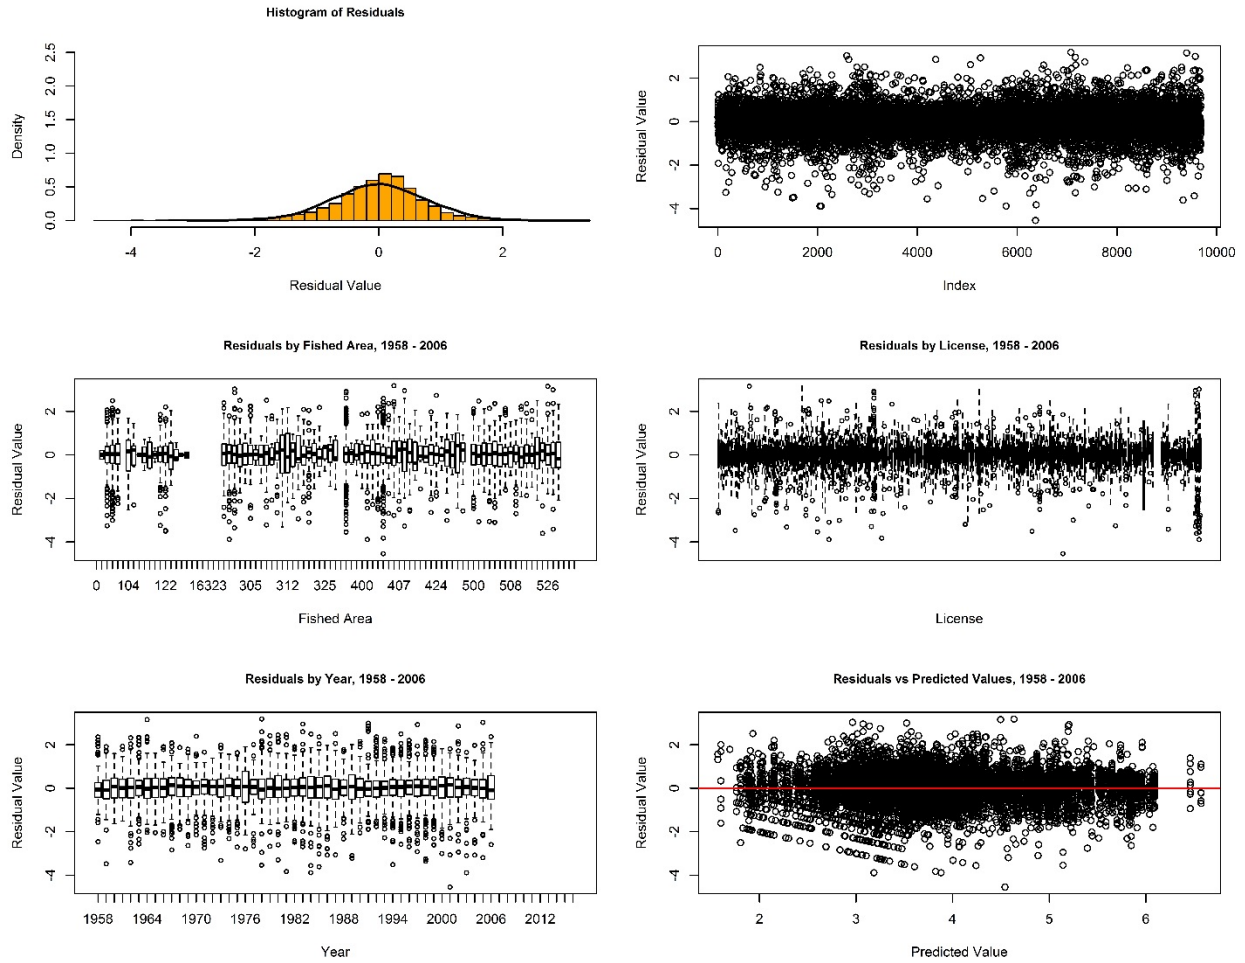 Histogram of Residuals
Density
0.0 0.5 1.0 1.5 2.0 2.5
-4 -2 0 2
Residual Value
Residual Value
-4 -2 0 2
0 2000 4000 6000 8000 10000
Index
Residuals by Fished Area, 1958 - 2006
Residual Value
-4 -2 0 2
0 104 122 16323 305 312 325 400 407 424 500 508 526
Fished Area
Residuals by License, 1958 - 2006
Residual Value
-4 -2 0 2
License
Residuals by Year, 1958 - 2006
Residual Value
-4 -2 0 2
1958 1964 1970 1976 1982 1988 1994 2000 2006 2012
Year
Residuals vs Predicted Values, 1958 - 2006
Residual Value
-4 -2 0 2
2 3 4 5 6
Predicted Value